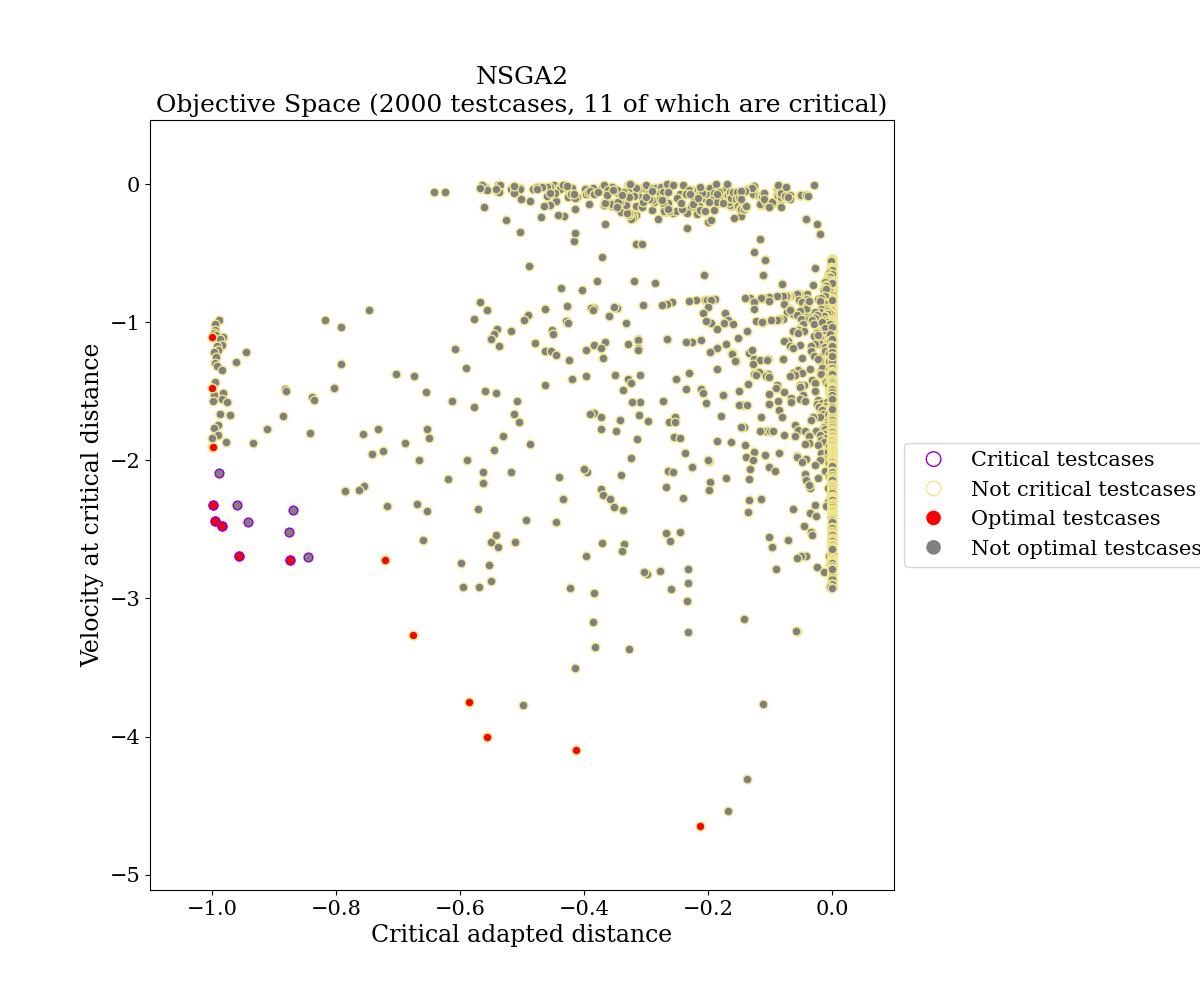 NSGA2
Objective Space (2000 testcases, 11 of which are critical)
0
−1
−2
−3
−4
−5
Velocity at critical distance
−1.0
−0.8
−0.6
−0.4
−0.2
0.0
Critical adapted distance
Critical testcases
Not critical testcases
Optimal testcases
Not optimal testcases